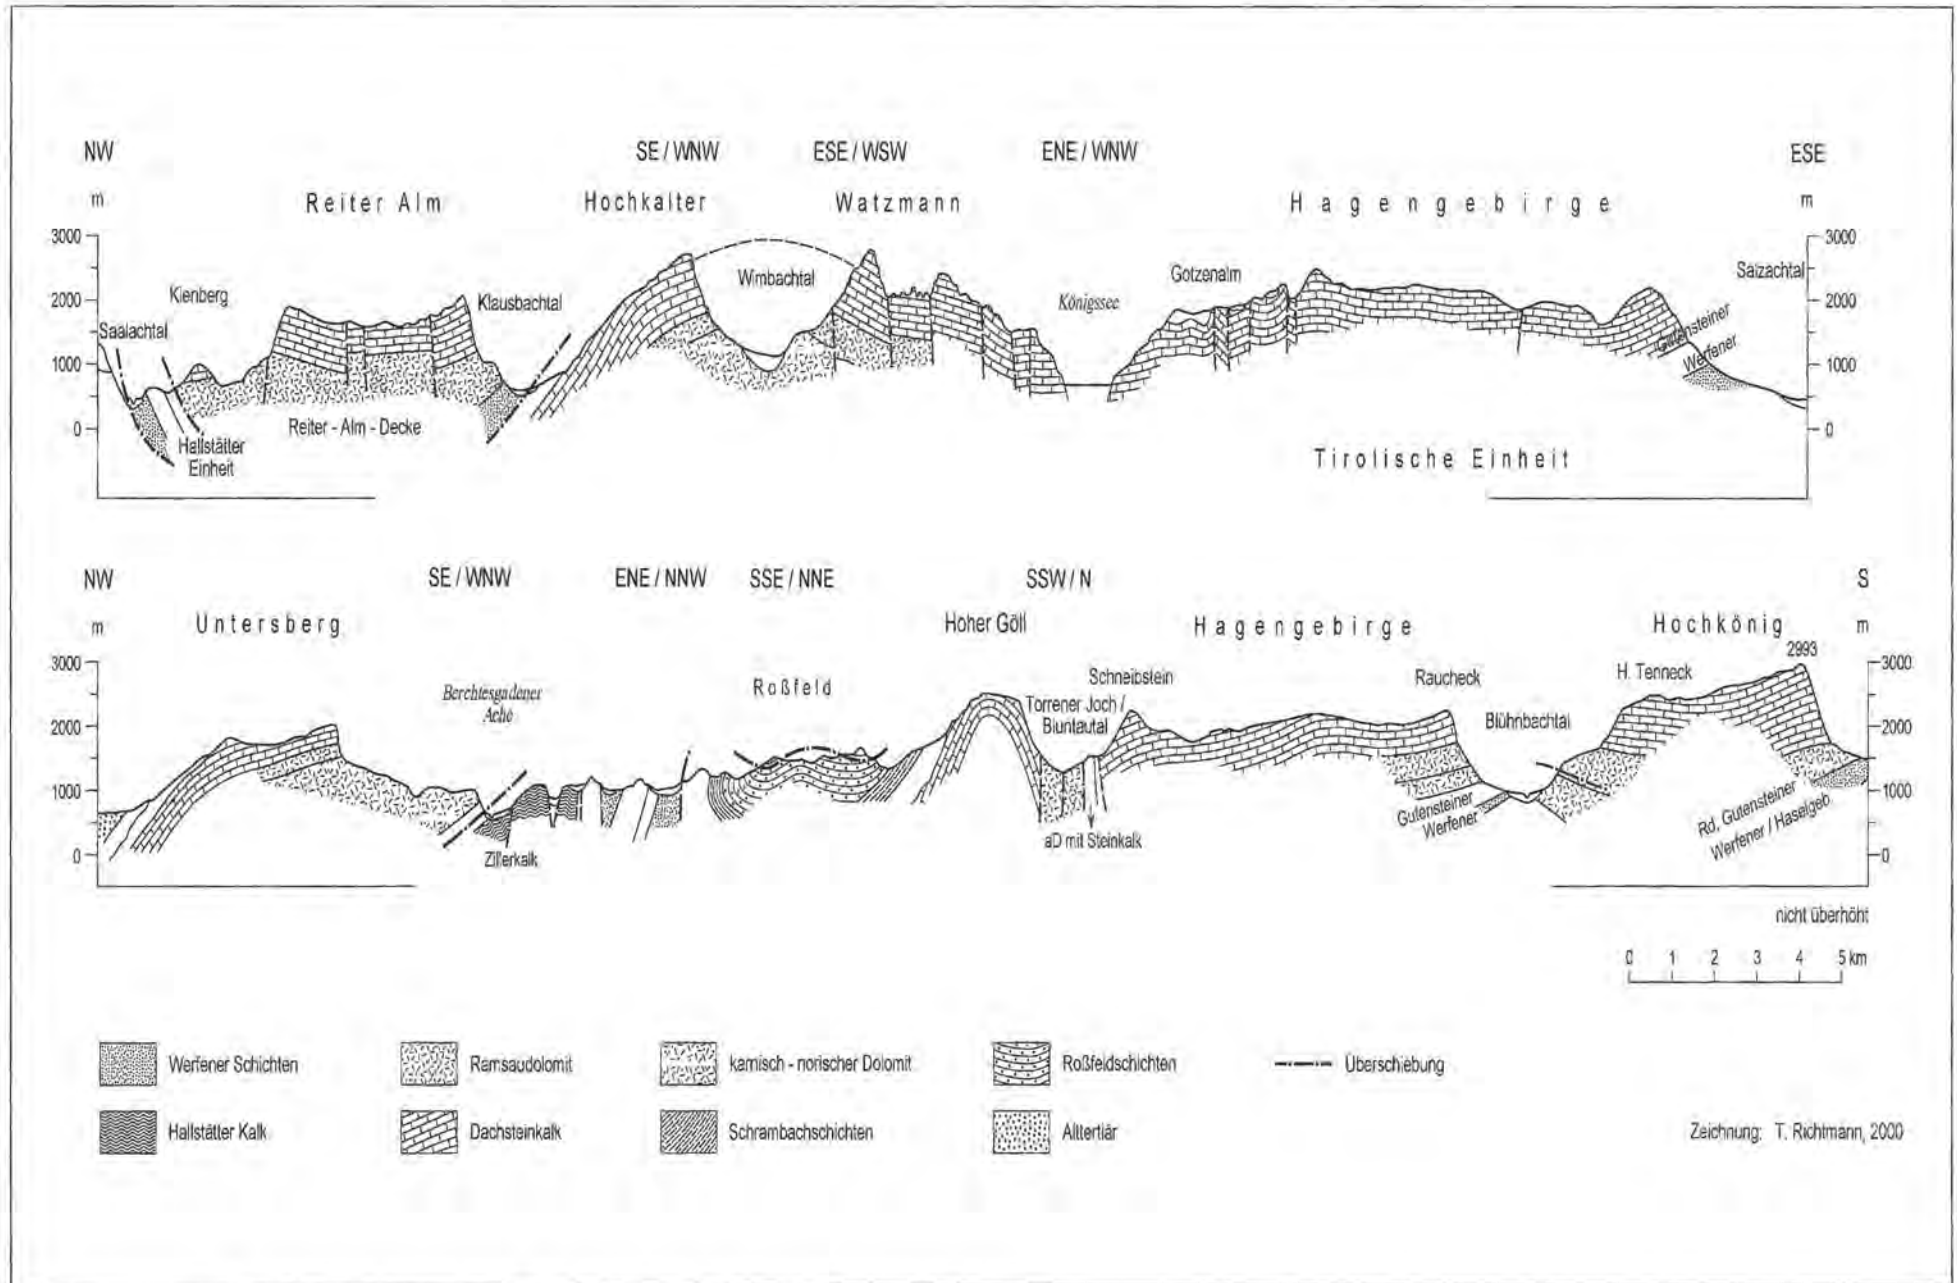 NW SE / WNW ESE / WSW ENE / WNW ESE
m Reiter Alm Hochkalter Watzmann Hagengebirge m
3000 3000
Wimbachtal Götzenalm Salzachtal
Kienberg Klausbachtal Königssee
2000 2000
Saalachtal
Gutensteiner
Werfener
1000 1000
0 Reiter - Alm - Decke 0
Hallstätter
Einheit
Tirolische Einheit
NW SE / WNW ENE / NNW SSE / NNE SSW / N S
m Untersberg Hoher Göll Hagengebirge Hochkönig m
2993
3000 3000
Berchtesgadener
Ache
Roßfeld Schneibstein Raucheck H. Tenneck
Torrener Joch /
Bluntautal
Blühnbachtal
2000 2000
1000 1000
Gutensteiner
Werfener
Rd, Gutensteiner
Werfener / Haselgeb
aD mit Steinkalk
0 Zillerkalk 0
nicht überhöht
0 1 2 3 4 5 km
Werfener Schichten Ramsaudolomit karnisch - norischer Dolomit Roßfeldschichten Überschiebung
Hallstätter Kalk Dachsteinkalk Schrambachschichten Alttertiär
Zeichnung: T. Richtmann, 2000